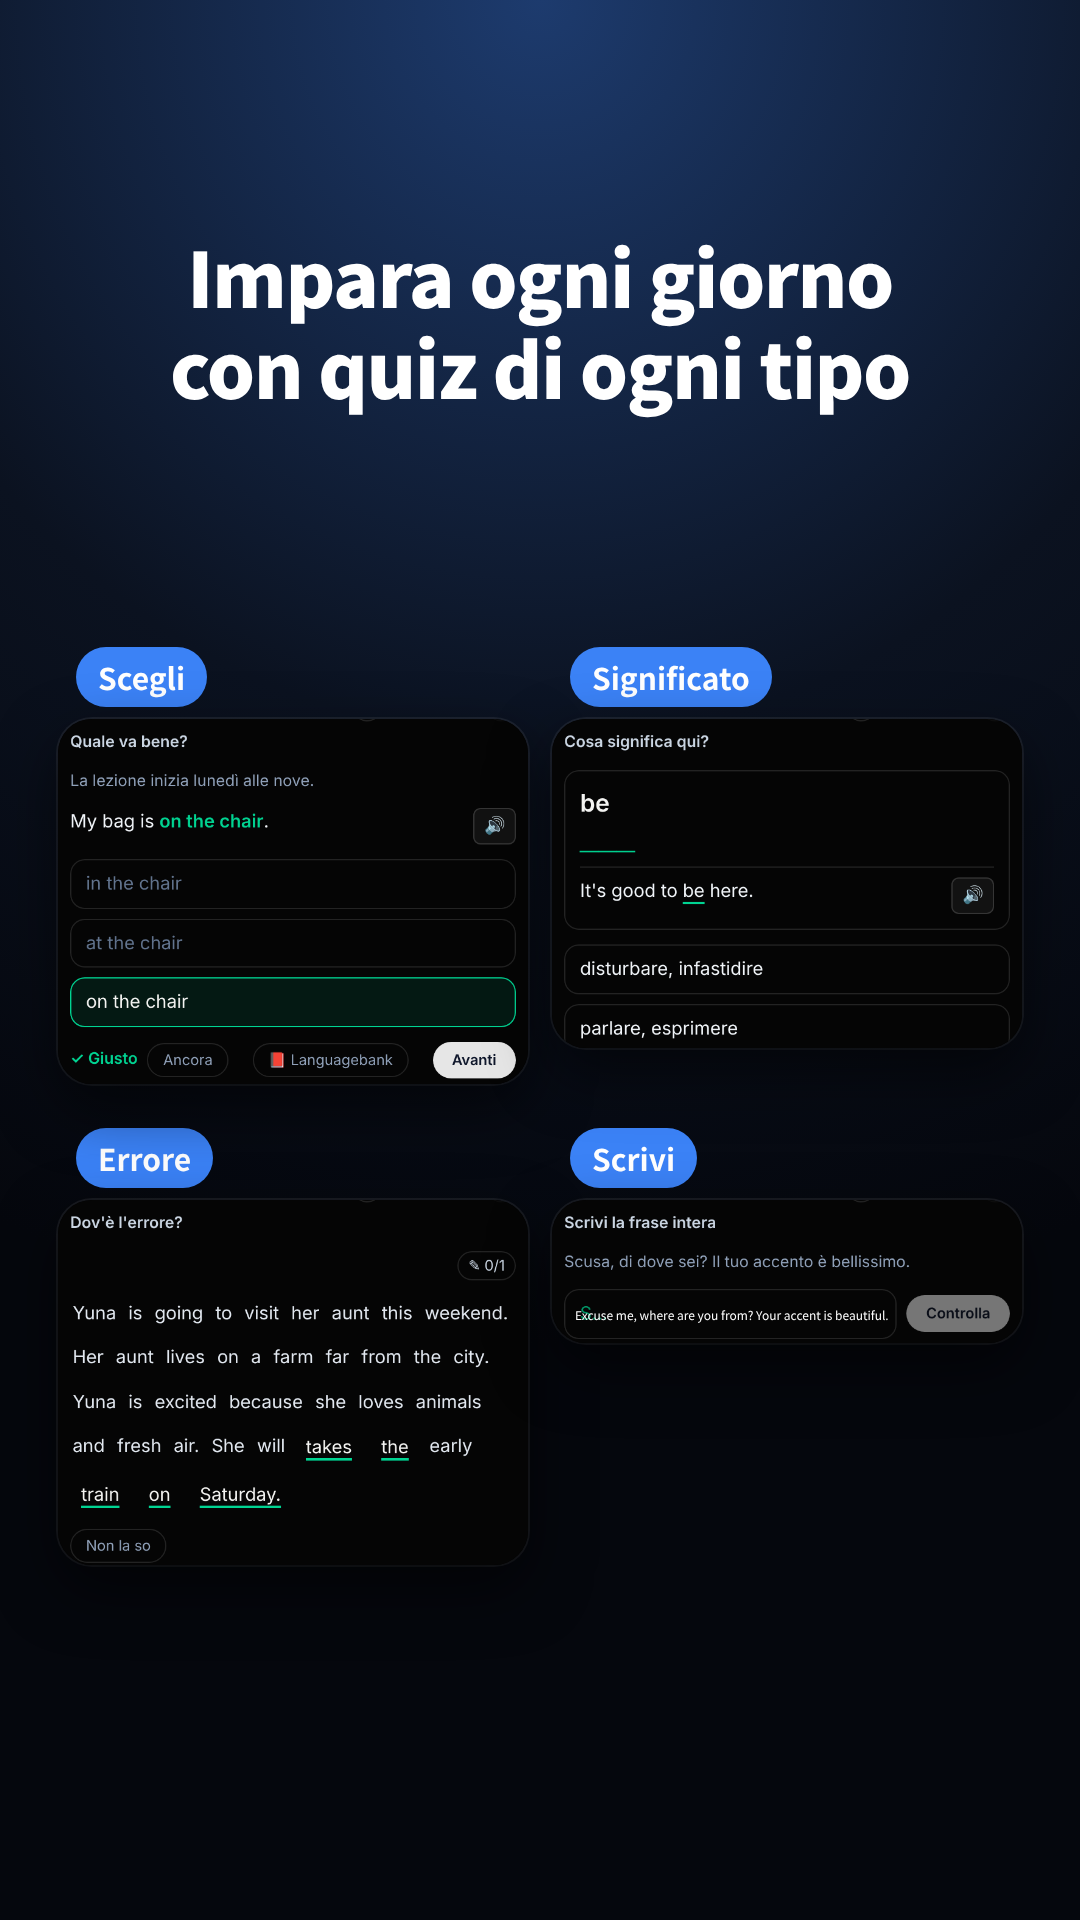 Impara ogni giorno
con quiz di ogni tipo
Scegli
Quale va bene?
La lezione inizia lunedì alle nove.
My bag is on the chair.
in the chair
at the chair
on the chair
✓ Giusto
Ancora
Languagebank
Avanti
Significato
Cosa significa qui?
be
It's good to be here.
disturbare, infastidire
parlare, esprimere
Errore
Dov'è l'errore?
✎ 0/1
Yuna is going to visit her aunt this weekend.
Her aunt lives on a farm far from the city.
Yuna is excited because she loves animals
and fresh air. She will takes the early
train on Saturday.
Non la so
Scrivi
Scrivi la frase intera
Scusa, di dove sei? Il tuo accento è bellissimo.
Excuse me, where are you from? Your accent is beautiful.
Controlla